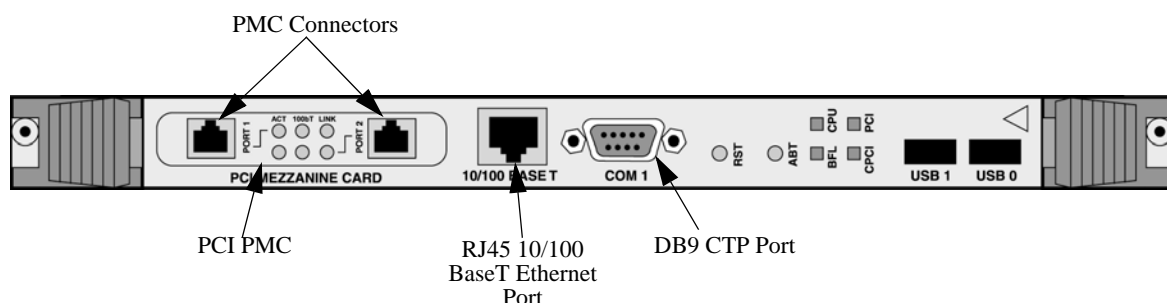 PMC Connectors
ACT 100bT LINK
PORT 1
PORT 2
PCI MEZZANINE CARD
10/100 BASE T
COM 1
RST
ABT
CPU
PCI
BFL
CPCI
USB 1
USB 0
PCI PMC
RJ45 10/100
BaseT Ethernet
Port
DB9 CTP Port